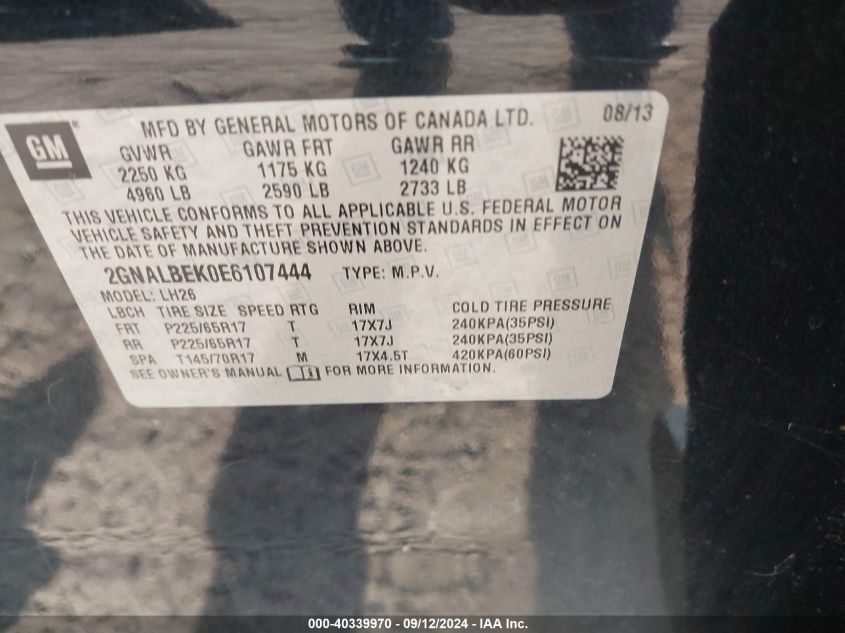 GM
MFD BY GENERAL MOTORS OF CANADA LTD. 08/13
GVWR GAWR FRT GAWR RR
2250 KG 1175 KG 1240 KG
4960 LB 2590 LB 2733 LB
THIS VEHICLE CONFORMS TO ALL APPLICABLE U.S. FEDERAL MOTOR
VEHICLE SAFETY AND THEFT PREVENTION STANDARDS IN EFFECT ON
THE DATE OF MANUFACTURE SHOWN ABOVE.
2GNALBEK0E6107444 TYPE: M.P.V.
MODEL: LH26
LBCH TIRE SIZE SPEED RTG RIM COLD TIRE PRESSURE
FRT P225/65R17 T 17X7J 240KPA(35PSI)
RR P225/65R17 T 17X7J 240KPA(35PSI)
SPA T145/70R17 M 17X4.5T 420KPA(60PSI)
SEE OWNER'S MANUAL FOR MORE INFORMATION.
000-40339970 - 09/12/2024 - IAA Inc.